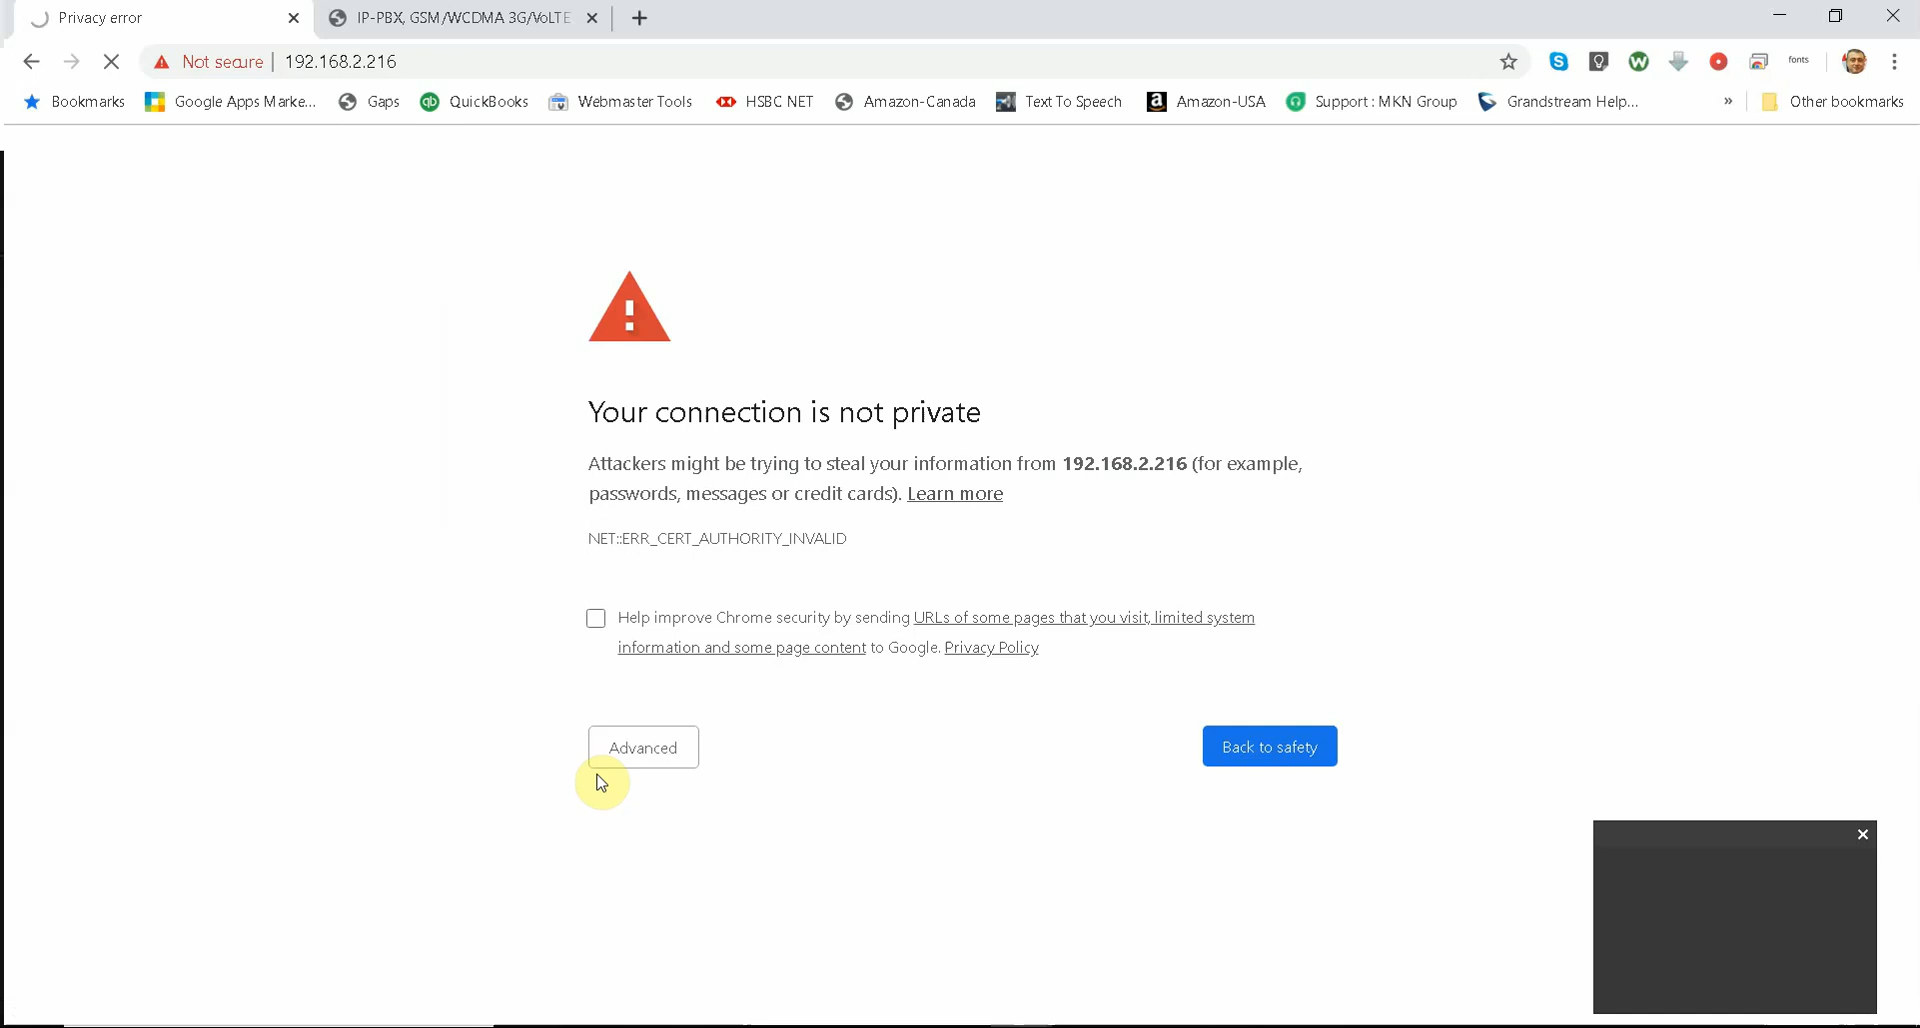 Privacy error
IP-PBX, GSM/WCDMA 3G/VoLTE
Not secure
192.168.2.216
fonts
Bookmarks
Google Apps Marke...
Gaps
QuickBooks
Webmaster Tools
HSBC NET
Amazon-Canada
Text To Speech
Amazon-USA
Support : MKN Group
Grandstream Help...
»
Other bookmarks
Your connection is not private
Attackers might be trying to steal your information from 192.168.2.216 (for example,
passwords, messages or credit cards). Learn more
NET::ERR_CERT_AUTHORITY_INVALID
Help improve Chrome security by sending URLs of some pages that you visit, limited system
information and some page content to Google. Privacy Policy
Advanced
Back to safety